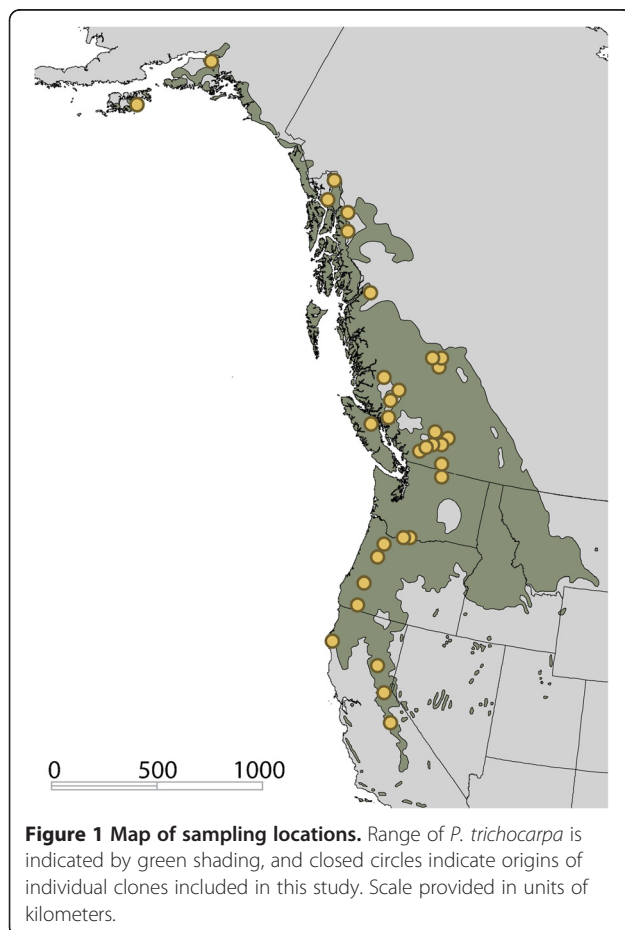 0 500 1000
Figure 1 Map of sampling locations. Range of P. trichocarpa is
indicated by green shading, and closed circles indicate origins of
individual clones included in this study. Scale provided in units of
kilometers.